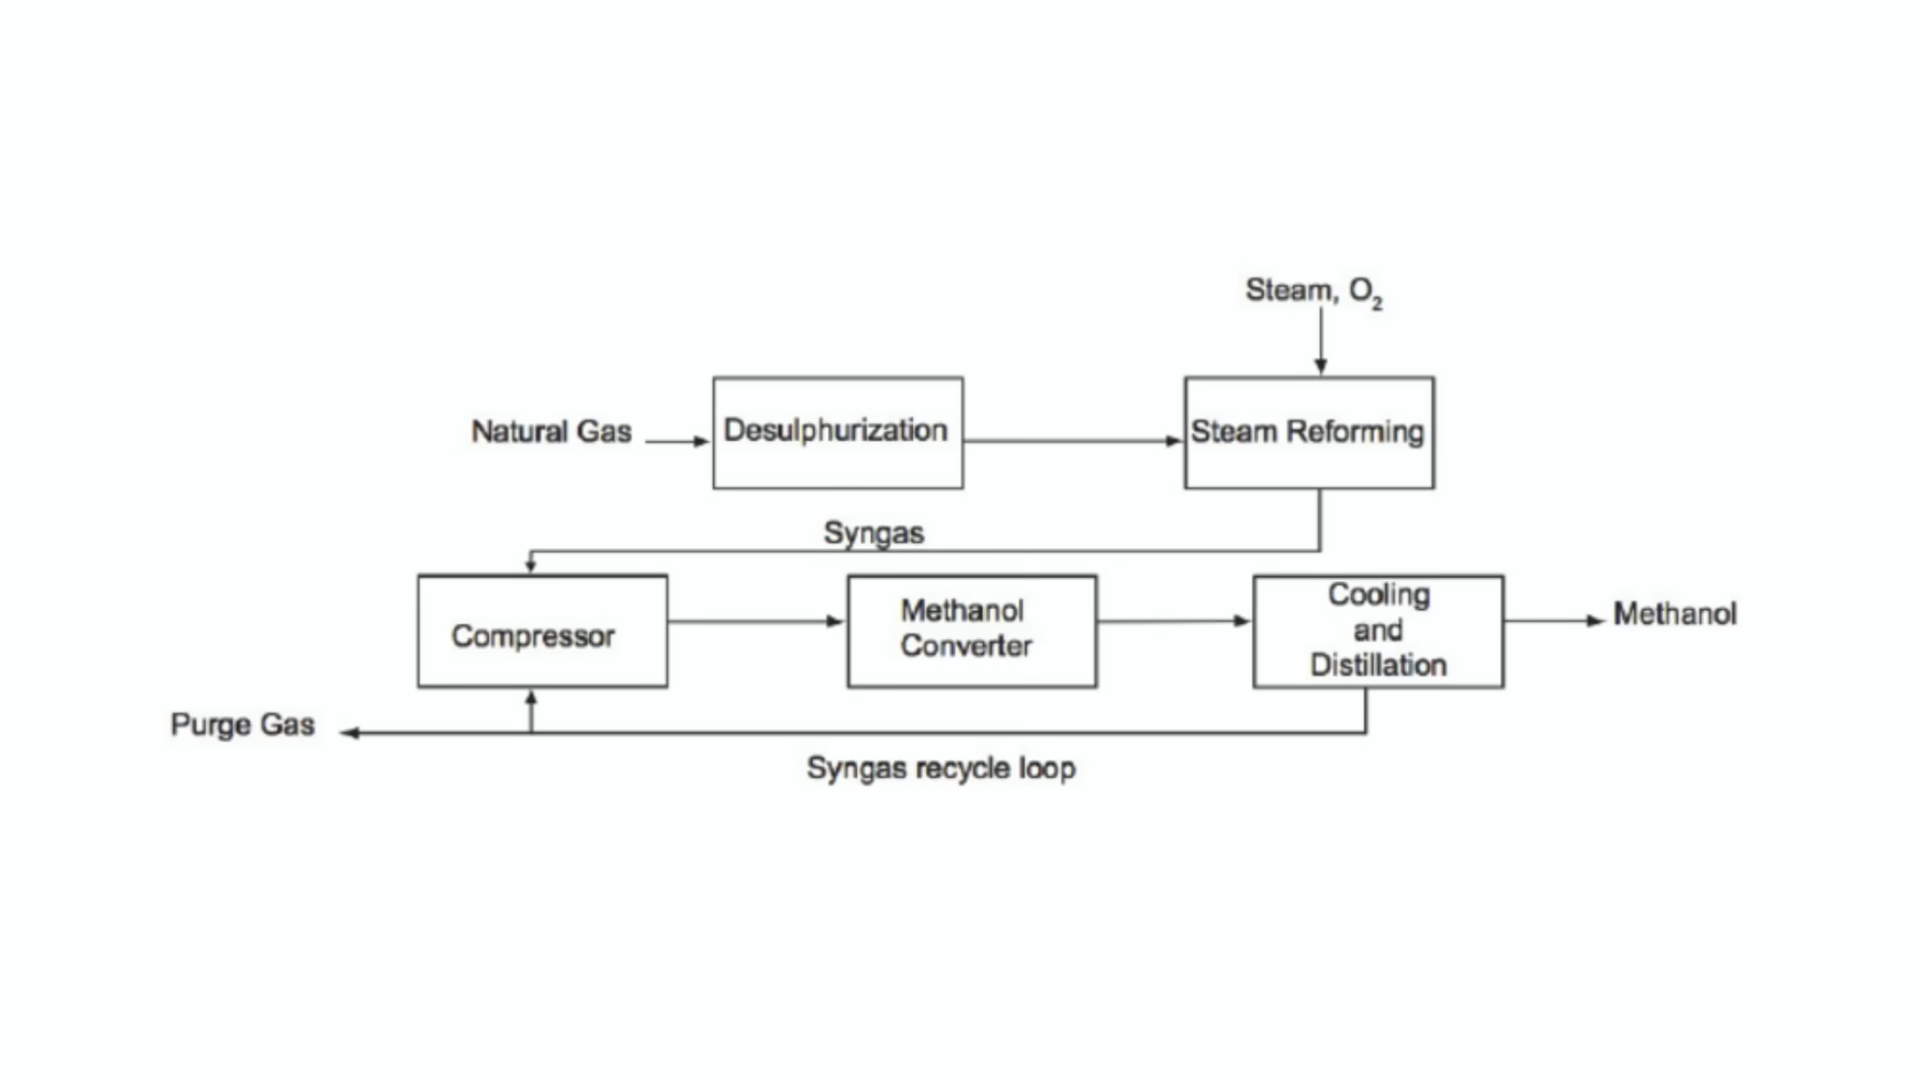 Steam, O₂
Natural Gas
Desulphurization
Steam Reforming
Syngas
Compressor
Methanol
Converter
Cooling
and
Distillation
Methanol
Purge Gas
Syngas recycle loop